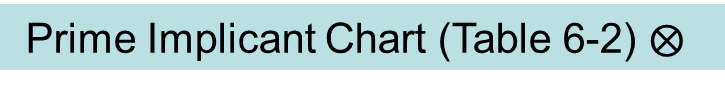 Prime Implicant Chart (Table 6-2) ⊗